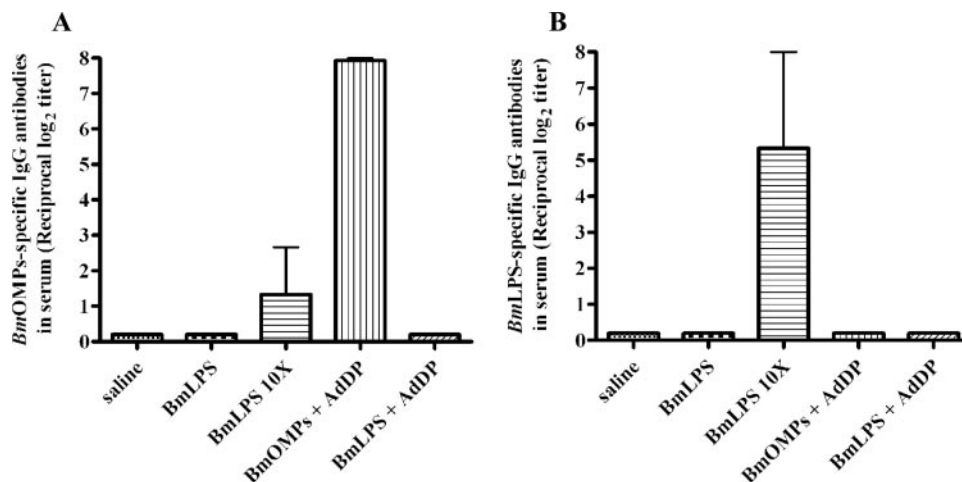 A
BmOMPs-specific IgG antibodies
in serum (Reciprocal log2 titer)
8
7
6
5
4
3
2
1
0
saline
BmLPS
BmLPS 10X
BmOMPs + AdDP
BmLPS + AdDP
B
BmLPS-specific IgG antibodies
in serum (Reciprocal log2 titer)
8
7
6
5
4
3
2
1
0
saline
BmLPS
BmLPS 10X
BmOMPs + AdDP
BmLPS + AdDP